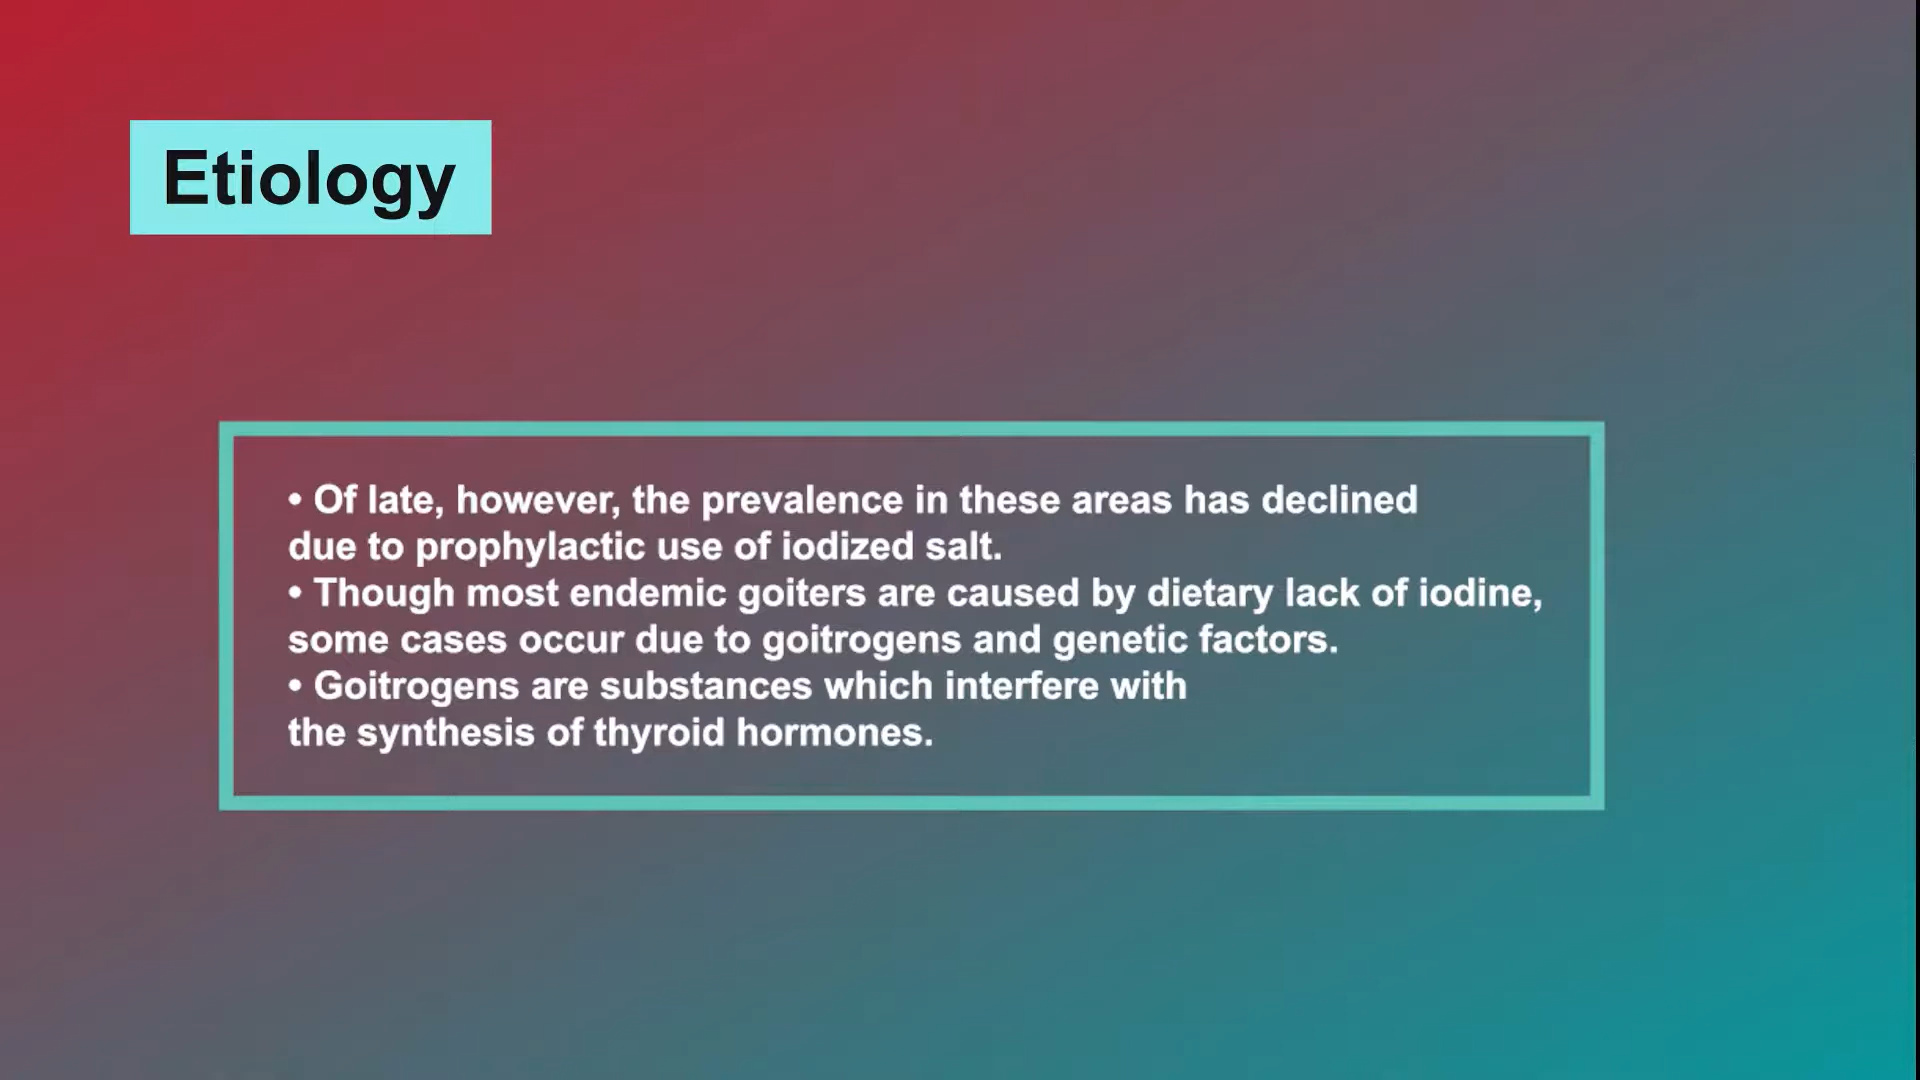 Etiology
• Of late, however, the prevalence in these areas has declined
due to prophylactic use of iodized salt.
• Though most endemic goiters are caused by dietary lack of iodine,
some cases occur due to goitrogens and genetic factors.
• Goitrogens are substances which interfere with
the synthesis of thyroid hormones.